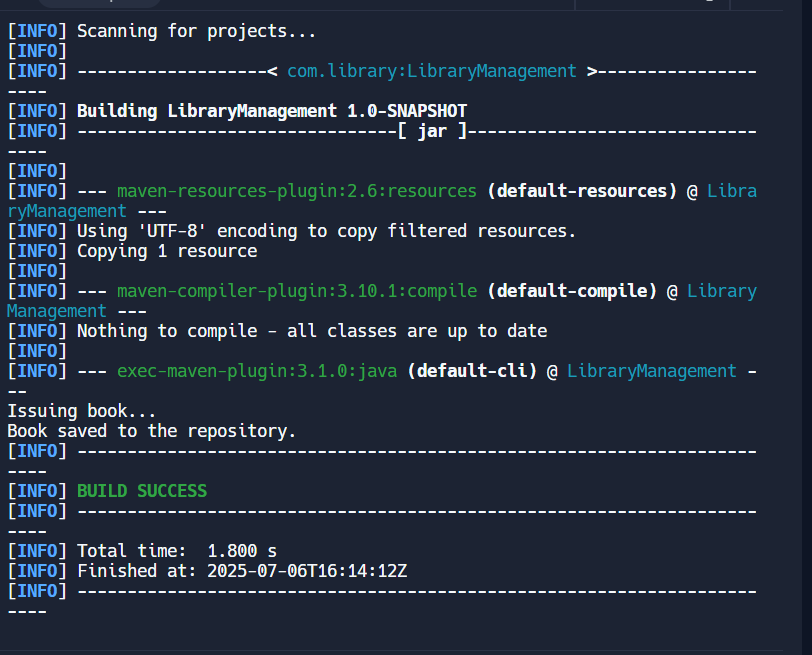 [INFO] Scanning for projects...
[INFO]
[INFO] -------------------< com.library:LibraryManagement >----------------
----
[INFO] Building LibraryManagement 1.0-SNAPSHOT
[INFO] --------------------------------[ jar ]-----------------------------
----
[INFO]
[INFO] --- maven-resources-plugin:2.6:resources (default-resources) @ Libra
ryManagement ---
[INFO] Using 'UTF-8' encoding to copy filtered resources.
[INFO] Copying 1 resource
[INFO]
[INFO] --- maven-compiler-plugin:3.10.1:compile (default-compile) @ Library
Management ---
[INFO] Nothing to compile - all classes are up to date
[INFO]
[INFO] --- exec-maven-plugin:3.1.0:java (default-cli) @ LibraryManagement -
--
Issuing book...
Book saved to the repository.
[INFO] --------------------------------------------------------------------
----
[INFO] BUILD SUCCESS
[INFO] --------------------------------------------------------------------
----
[INFO] Total time:  1.800 s
[INFO] Finished at: 2025-07-06T16:14:12Z
[INFO] --------------------------------------------------------------------
----